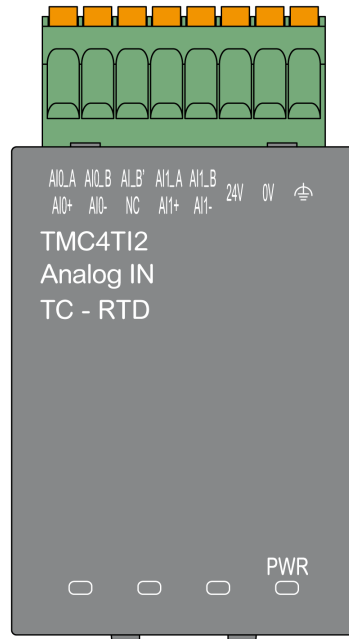 AI0_A AI0_B AI_B' AI1_A AI1_B 24V 0V
AI0+ AI0- NC AI1+ AI1-
TMC4TI2
Analog IN
TC - RTD
PWR